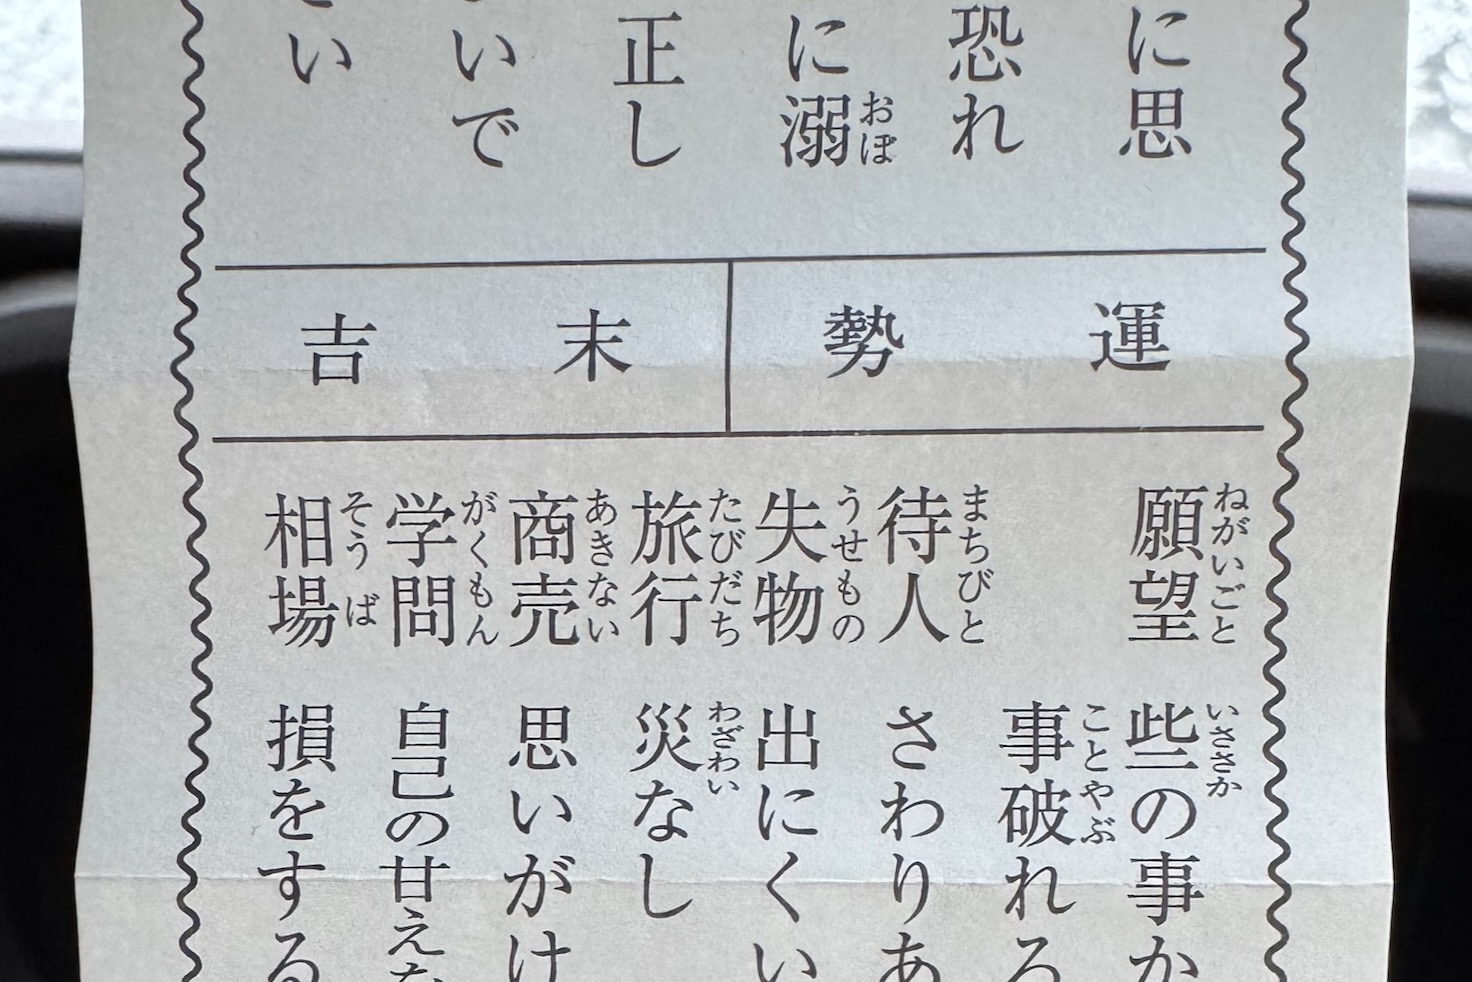 に思
恐れ
に溺
おぼ
正し
いで
い
運勢
末吉
願望
ねがいごと
些の事か
いささか
事破れる
ことやぶ
待人
まちびと
さわりあ
失物
うせもの
出にくい
旅行
たびだち
災なし
わざわい
商売
あきない
思いがけ
学問
がくもん
自己の甘えな
相場
そうば
損をする